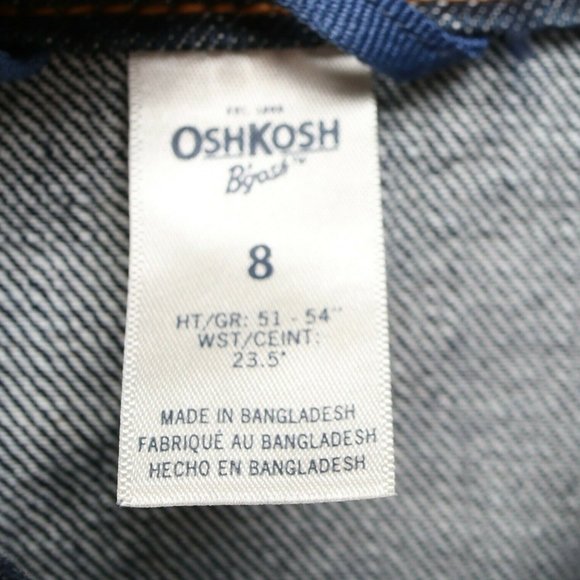 EST. 1895
OSHKOSH
B'gosh™
8
HT/GR: 51 - 54"
WST/CEINT:
23.5"
MADE IN BANGLADESH
FABRIQUÉ AU BANGLADESH
HECHO EN BANGLADESH